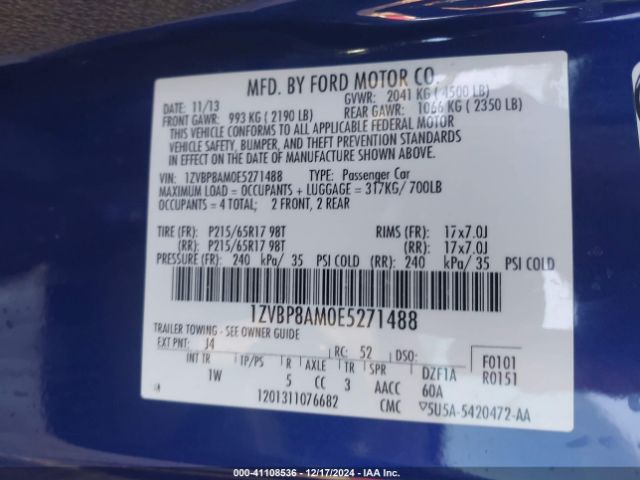 MFD. BY FORD MOTOR CO.
DATE: 11/13 GVWR: 2041 KG ( 4500 LB)
FRONT GAWR: 993 KG ( 2190 LB) REAR GAWR: 1066 KG ( 2350 LB)
THIS VEHICLE CONFORMS TO ALL APPLICABLE FEDERAL MOTOR
VEHICLE SAFETY, BUMPER, AND THEFT PREVENTION STANDARDS
IN EFFECT ON THE DATE OF MANUFACTURE SHOWN ABOVE.
VIN: 1ZVBP8AM0E5271488 TYPE: Passenger Car
MAXIMUM LOAD = OCCUPANTS + LUGGAGE = 317KG/ 700LB
OCCUPANTS = 4 TOTAL; 2 FRONT, 2 REAR
TIRE (FR): P215/65R17 98T RIMS (FR): 17x7.0J
(RR): P215/65R17 98T (RR): 17x7.0J
PRESSURE (FR): 240 kPa/ 35 PSI COLD (RR): 240 kPa/ 35 PSI COLD
1ZVBP8AM0E5271488
TRAILER TOWING - SEE OWNER GUIDE
EXT PNT: J4 RC: 52 DSO: F0101
INT TR TP/PS R AXLE TR SPR DZF1A R0151
1W 5 CC 3 AACC 60A
1201311076682 CMC 5U5A-5420472-AA
000-41108536 - 12/17/2024 - IAA Inc.